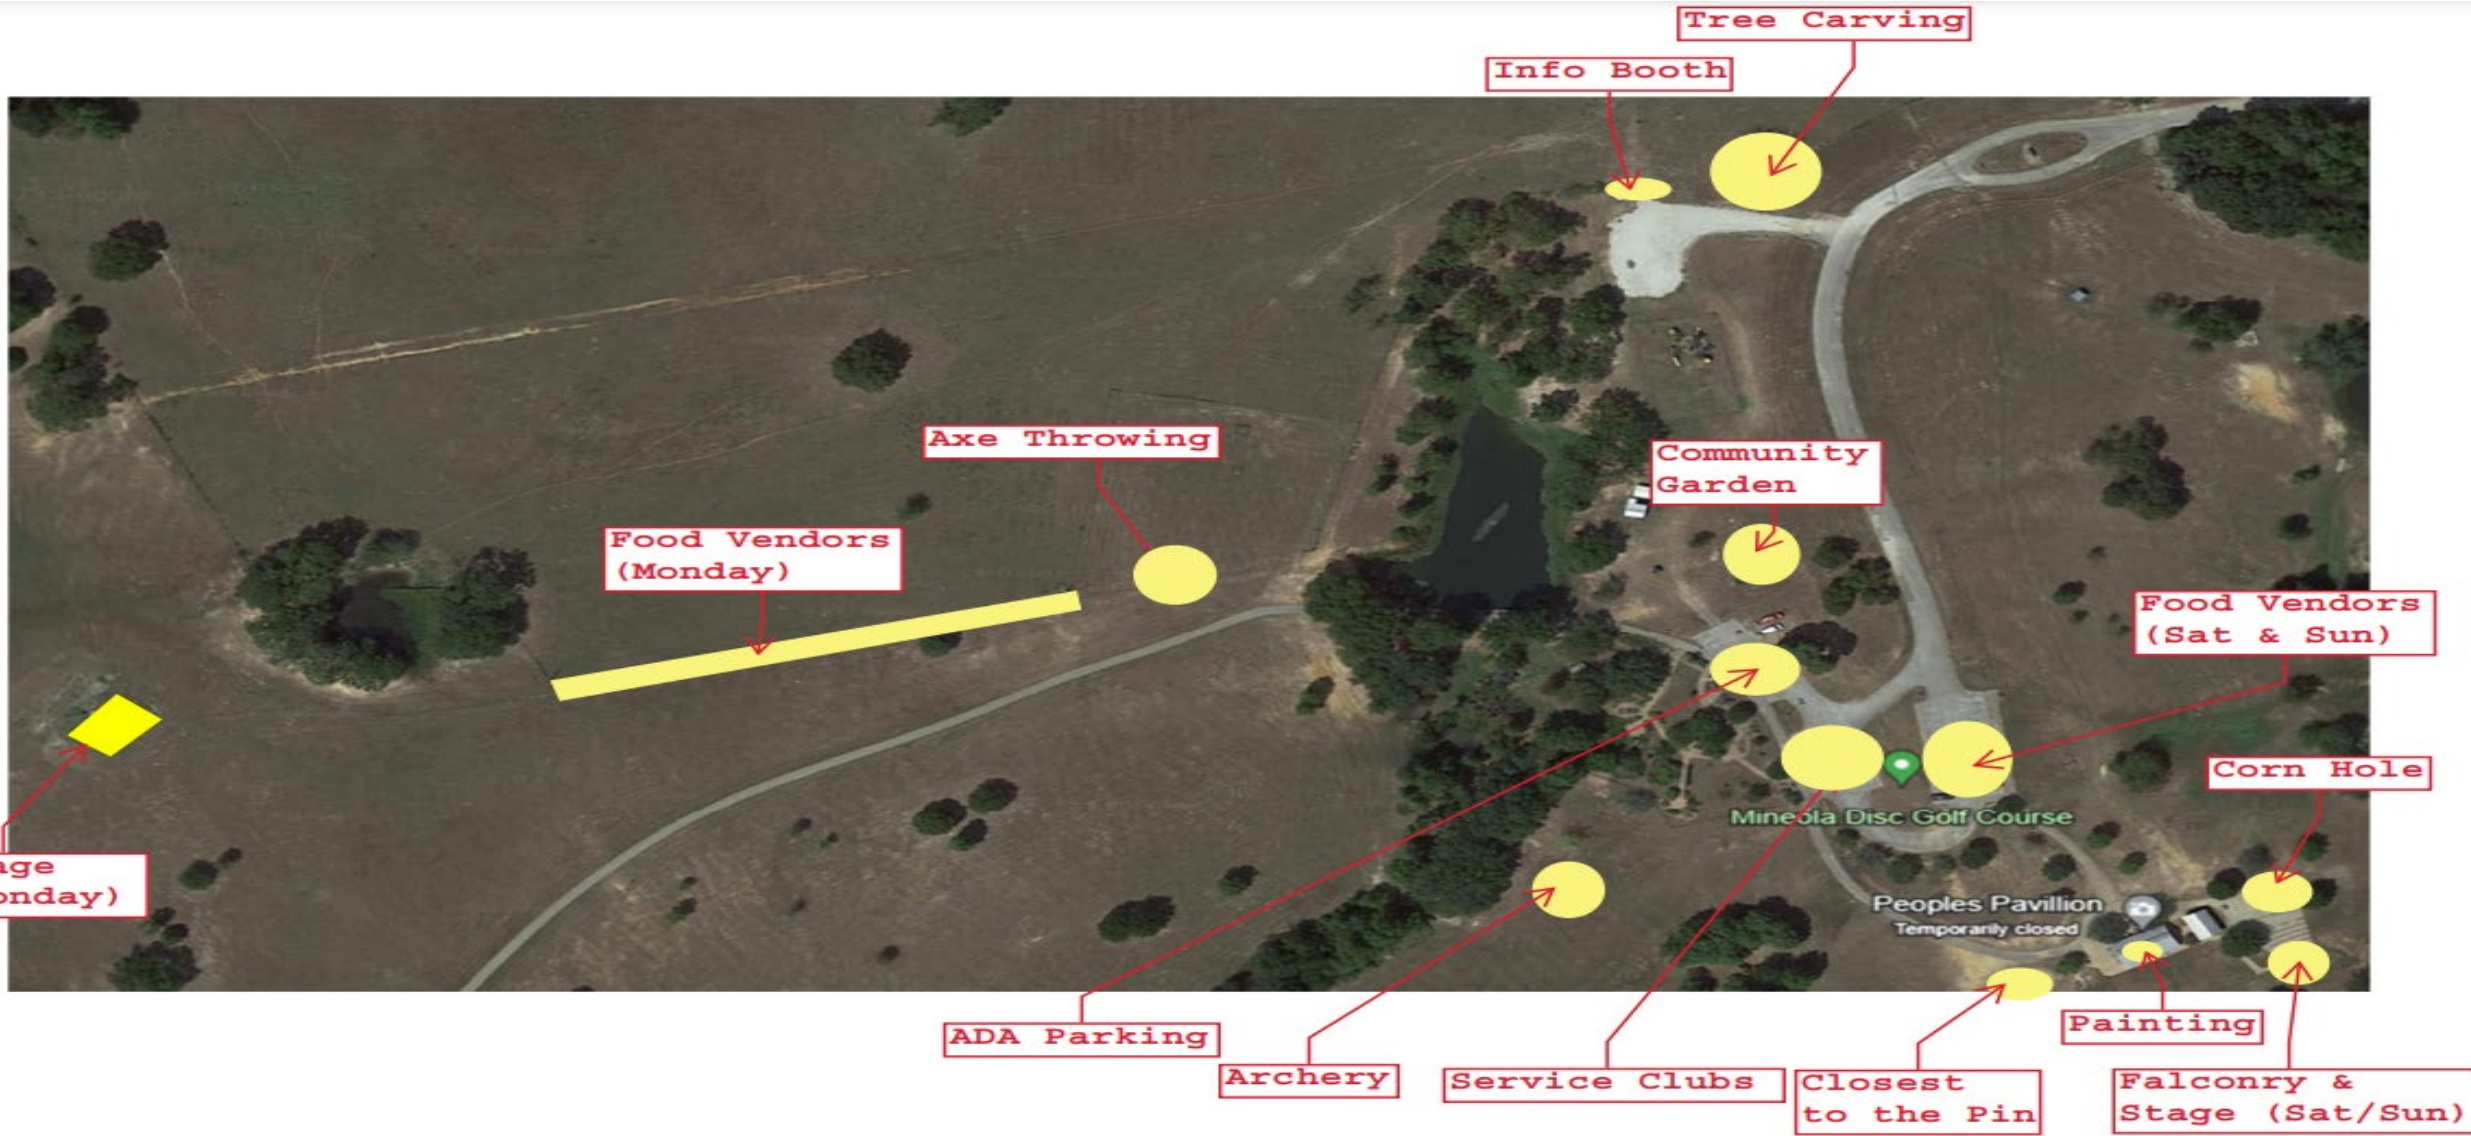 Tree Carving
Info Booth
Axe Throwing
Community
Garden
Food Vendors
(Monday)
Food Vendors
(Sat & Sun)
Corn Hole
Mineola Disc Golf Course
age
onday)
Peoples Pavillion
Temporarily closed
ADA Parking
Archery
Service Clubs
Closest
to the Pin
Painting
Falconry &
Stage (Sat/Sun)